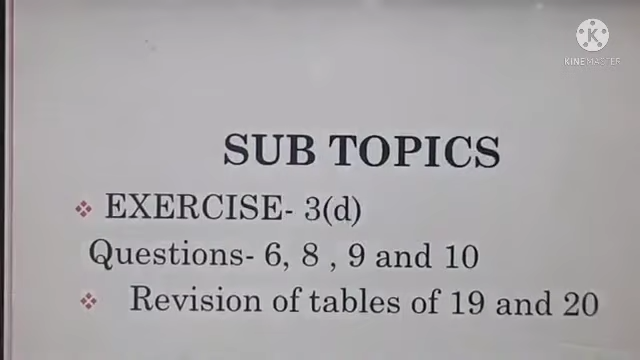 K
KINEMASTER
SUB TOPICS
❖ EXERCISE- 3(d)
Questions- 6, 8 , 9 and 10
❖ Revision of tables of 19 and 20